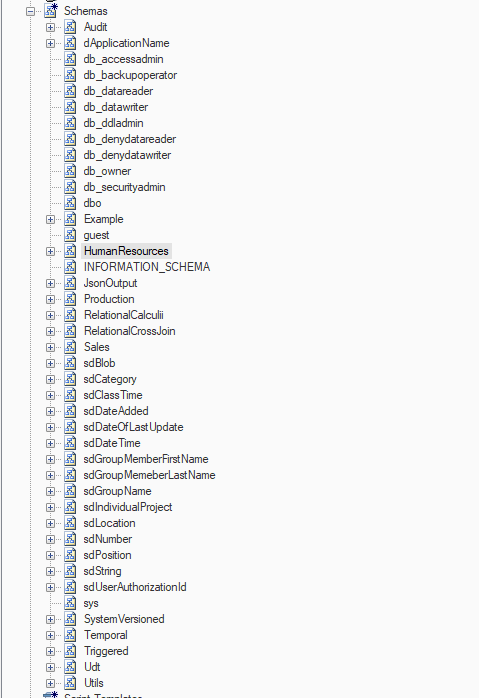 Schemas
Audit
dApplicationName
db_accessadmin
db_backupoperator
db_datareader
db_datawriter
db_ddladmin
db_denydatareader
db_denydatawriter
db_owner
db_securityadmin
dbo
Example
guest
HumanResources
INFORMATION_SCHEMA
JsonOutput
Production
RelationalCalculii
RelationalCrossJoin
Sales
sdBlob
sdCategory
sdClassTime
sdDateAdded
sdDateOfLastUpdate
sdDateTime
sdGroupMemberFirstName
sdGroupMemeberLastName
sdGroupName
sdIndividualProject
sdLocation
sdNumber
sdPosition
sdString
sdUserAuthorizationId
sys
SystemVersioned
Temporal
Triggered
Udt
Utils
Script Templates